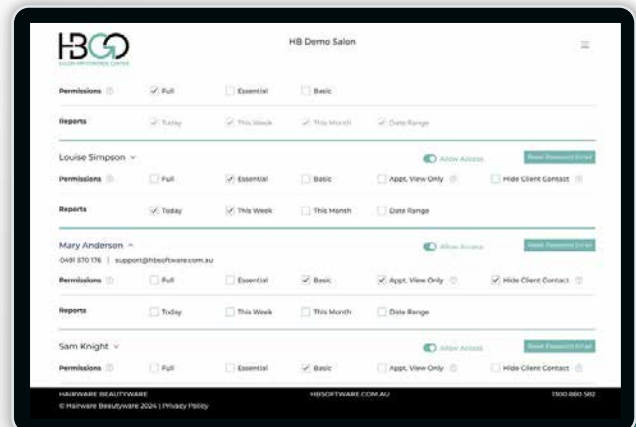 HBGO
HB Demo Salon
Permissions Full Essential Basic
Reports Today This Week This Month Date Range
Louise Simpson Allow Access Reset Password Email
Permissions Full Essential Basic Appt. View Only Hide Client Contact
Reports Today This Week This Month Date Range
Mary Anderson Allow Access Reset Password Email
0491 570 176 | support@hbsoftware.com.au
Permissions Full Essential Basic Appt. View Only Hide Client Contact
Reports Today This Week This Month Date Range
Sam Knight Allow Access Reset Password Email
Permissions Full Essential Basic Appt. View Only Hide Client Contact
HAIRWARE BEAUTYWARE HBSOFTWARE.COM.AU 1300 880 582
© Hairware Beautyware 2024 | Privacy Policy